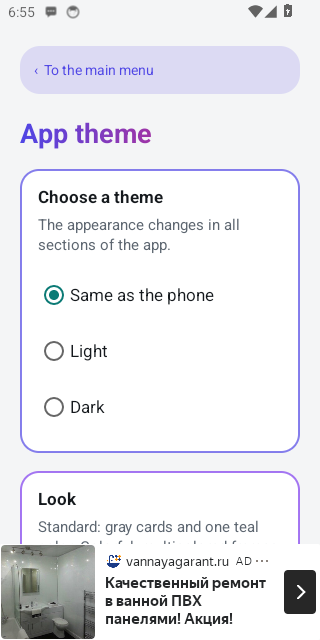 6:55
‹ To the main menu
App theme
Choose a theme
The appearance changes in all
sections of the app.
Same as the phone
Light
Dark
Look
Standard: gray cards and one teal
vannayagarant.ru AD
Качественный ремонт
в ванной ПВХ
панелями! Акция!